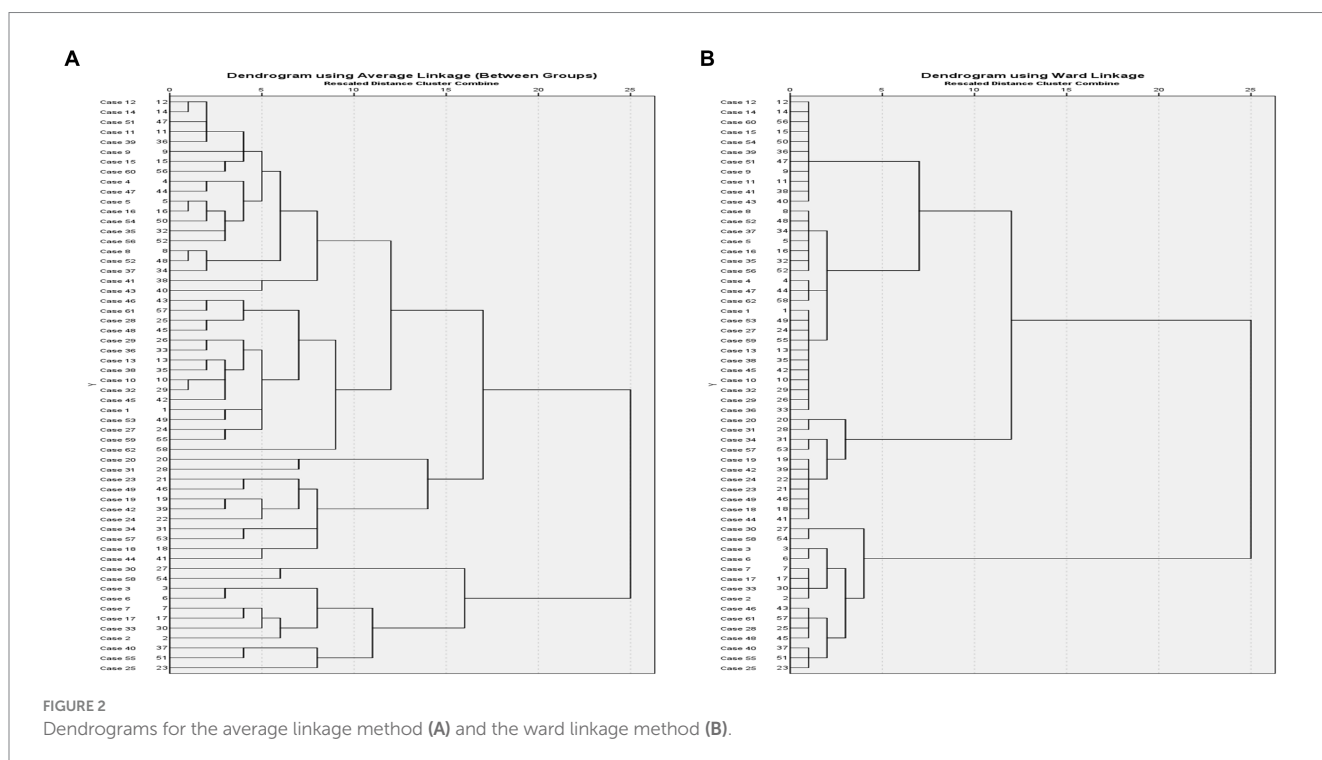 A
Dendrogram using Average Linkage (Between Groups)
Rescaled Distance Cluster Combine
0 5 10 15 20 25
Case 12 12
Case 14 14
Case 51 47
Case 11 11
Case 39 36
Case 9 9
Case 15 15
Case 60 56
Case 4 4
Case 47 44
Case 5 5
Case 16 16
Case 54 50
Case 35 32
Case 56 52
Case 8 8
Case 52 48
Case 37 34
Case 41 38
Case 43 40
Case 46 43
Case 61 57
Case 28 25
Case 48 45
Case 29 26
Case 36 33
Case 13 13
Case 38 35
Case 10 10
Case 32 29
Case 45 42
Case 1 1
Case 53 49
Case 27 24
Case 59 55
Case 62 58
Case 20 20
Case 31 28
Case 23 21
Case 49 46
Case 19 19
Case 42 39
Case 24 22
Case 34 31
Case 57 53
Case 18 18
Case 44 41
Case 30 27
Case 58 54
Case 3 3
Case 6 6
Case 7 7
Case 17 17
Case 33 30
Case 2 2
Case 40 37
Case 55 51
Case 25 23
Y
B
Dendrogram using Ward Linkage
Rescaled Distance Cluster Combine
0 5 10 15 20 25
Case 12 12
Case 14 14
Case 60 56
Case 15 15
Case 54 50
Case 39 36
Case 51 47
Case 9 9
Case 11 11
Case 41 38
Case 43 40
Case 8 8
Case 52 48
Case 37 34
Case 5 5
Case 16 16
Case 35 32
Case 56 52
Case 4 4
Case 47 44
Case 62 58
Case 1 1
Case 53 49
Case 27 24
Case 59 55
Case 13 13
Case 38 35
Case 45 42
Case 10 10
Case 32 29
Case 29 26
Case 36 33
Case 20 20
Case 31 28
Case 34 31
Case 57 53
Case 19 19
Case 42 39
Case 24 22
Case 23 21
Case 49 46
Case 18 18
Case 44 41
Case 30 27
Case 58 54
Case 3 3
Case 6 6
Case 7 7
Case 17 17
Case 33 30
Case 2 2
Case 46 43
Case 61 57
Case 28 25
Case 48 45
Case 40 37
Case 55 51
Case 25 23
Y
FIGURE 2
Dendrograms for the average linkage method (A) and the ward linkage method (B).